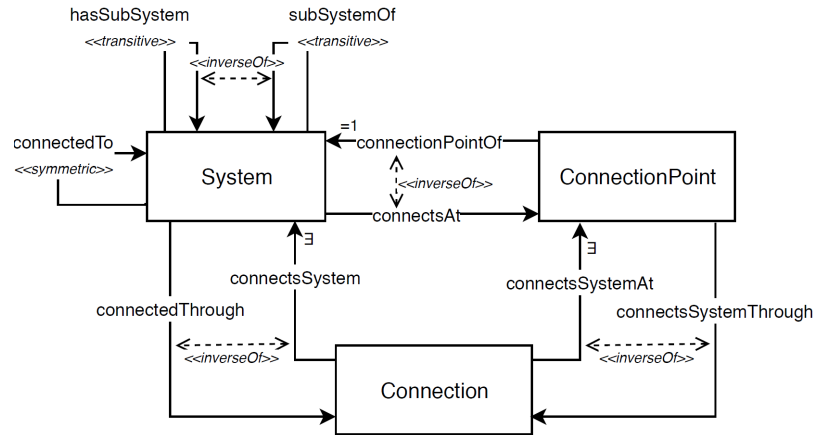 hasSubSystem
subSystemOf
<<transitive>>
<<transitive>>
<<inverseOf>>
connectedTo
<<symmetric>>
System
=1
connectionPointOf
<<inverseOf>>
connectsAt
ConnectionPoint
∃
∃
connectsSystem
connectsSystemAt
connectedThrough
connectsSystemThrough
<<inverseOf>>
<<inverseOf>>
Connection